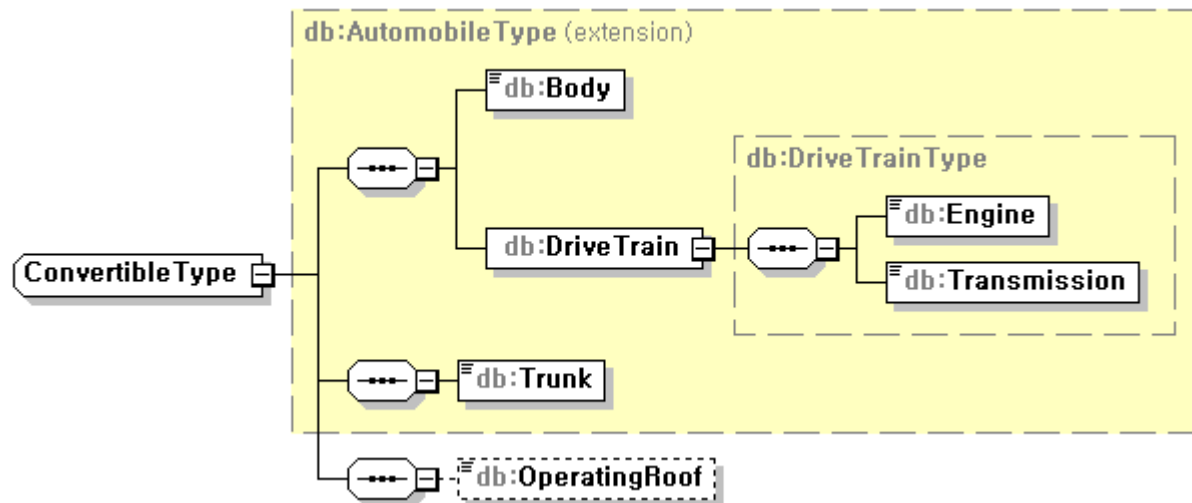 db:AutomobileType (extension)
db:Body
db:DriveTrainType
db:Engine
db:DriveTrain
ConvertibleType
db:Transmission
db:Trunk
db:OperatingRoof